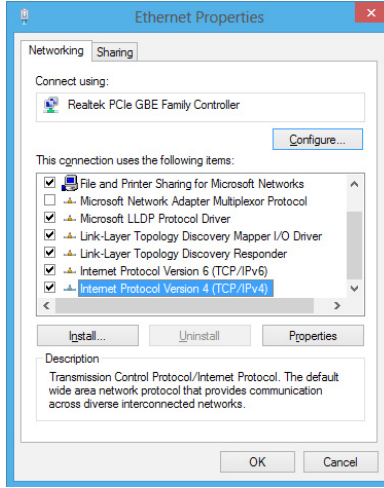 Ethernet Properties
Networking
Sharing
Connect using:
Realtek PCIe GBE Family Controller
Configure...
This connection uses the following items:
File and Printer Sharing for Microsoft Networks
Microsoft Network Adapter Multiplexor Protocol
Microsoft LLDP Protocol Driver
Link-Layer Topology Discovery Mapper I/O Driver
Link-Layer Topology Discovery Responder
Internet Protocol Version 6 (TCP/IPv6)
Internet Protocol Version 4 (TCP/IPv4)
Install...
Uninstall
Properties
Description
Transmission Control Protocol/Internet Protocol. The default
wide area network protocol that provides communication
across diverse interconnected networks.
OK
Cancel